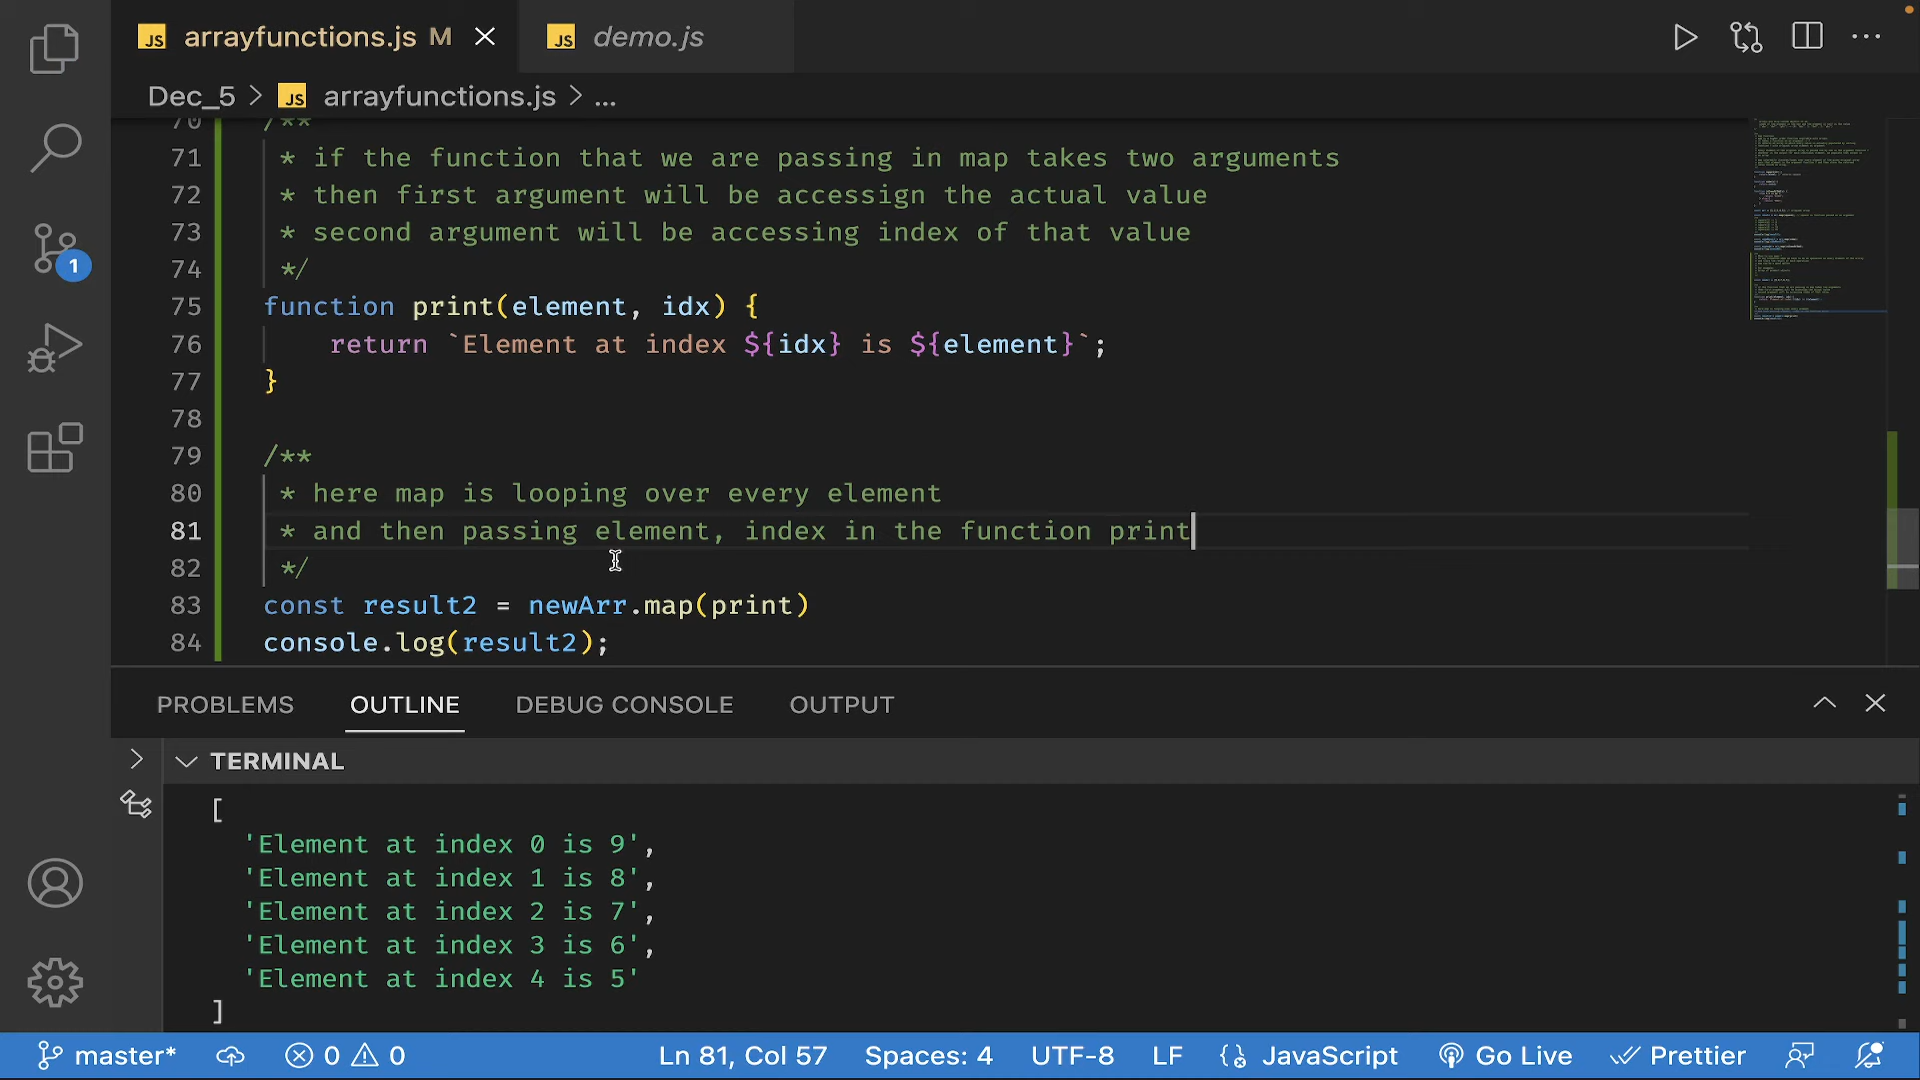 JS arrayfunctions.js M
JS demo.js
Dec_5 > JS arrayfunctions.js > ...
70 /**
71 * if the function that we are passing in map takes two arguments
72 * then first argument will be accessign the actual value
73 * second argument will be accessing index of that value
74 */
75 function print(element, idx) {
76 return `Element at index ${idx} is ${element}`;
77 }
78
79 /**
80 * here map is looping over every element
81 * and then passing element, index in the function print
82 */
83 const result2 = newArr.map(print)
84 console.log(result2);
1
PROBLEMS OUTLINE DEBUG CONSOLE OUTPUT
TERMINAL
[
'Element at index 0 is 9',
'Element at index 1 is 8',
'Element at index 2 is 7',
'Element at index 3 is 6',
'Element at index 4 is 5'
]
master* 0 0 Ln 81, Col 57 Spaces: 4 UTF-8 LF JavaScript Go Live Prettier